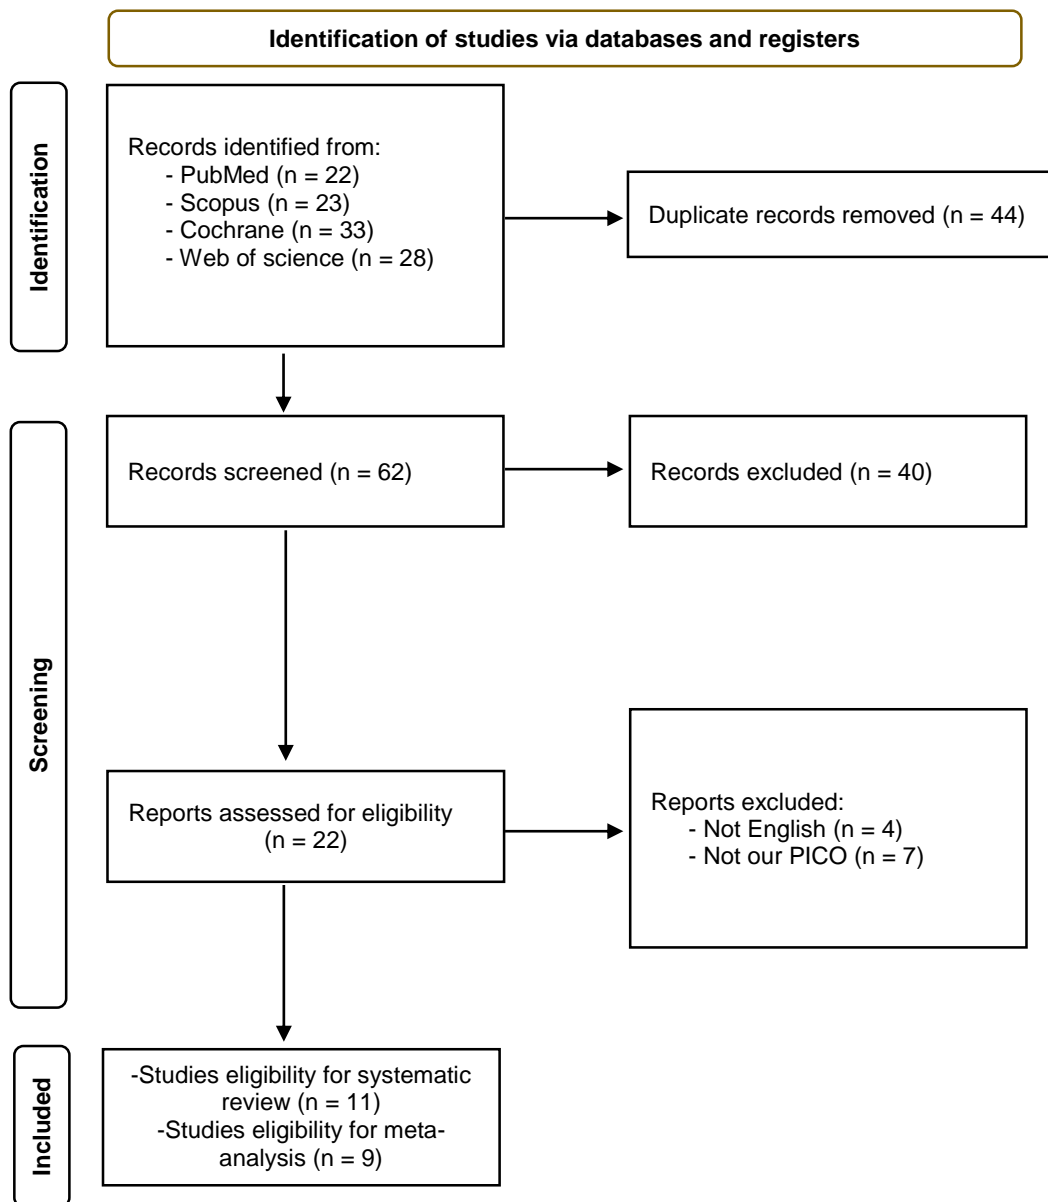 Identification of studies via databases and registers
Identification
Records identified from:
- PubMed (n = 22)
- Scopus (n = 23)
- Cochrane (n = 33)
- Web of science (n = 28)
Duplicate records removed (n = 44)
Screening
Records screened (n = 62)
Records excluded (n = 40)
Reports assessed for eligibility
(n = 22)
Reports excluded:
- Not English (n = 4)
- Not our PICO (n = 7)
Included
-Studies eligibility for systematic
review (n = 11)
-Studies eligibility for meta-
analysis (n = 9)